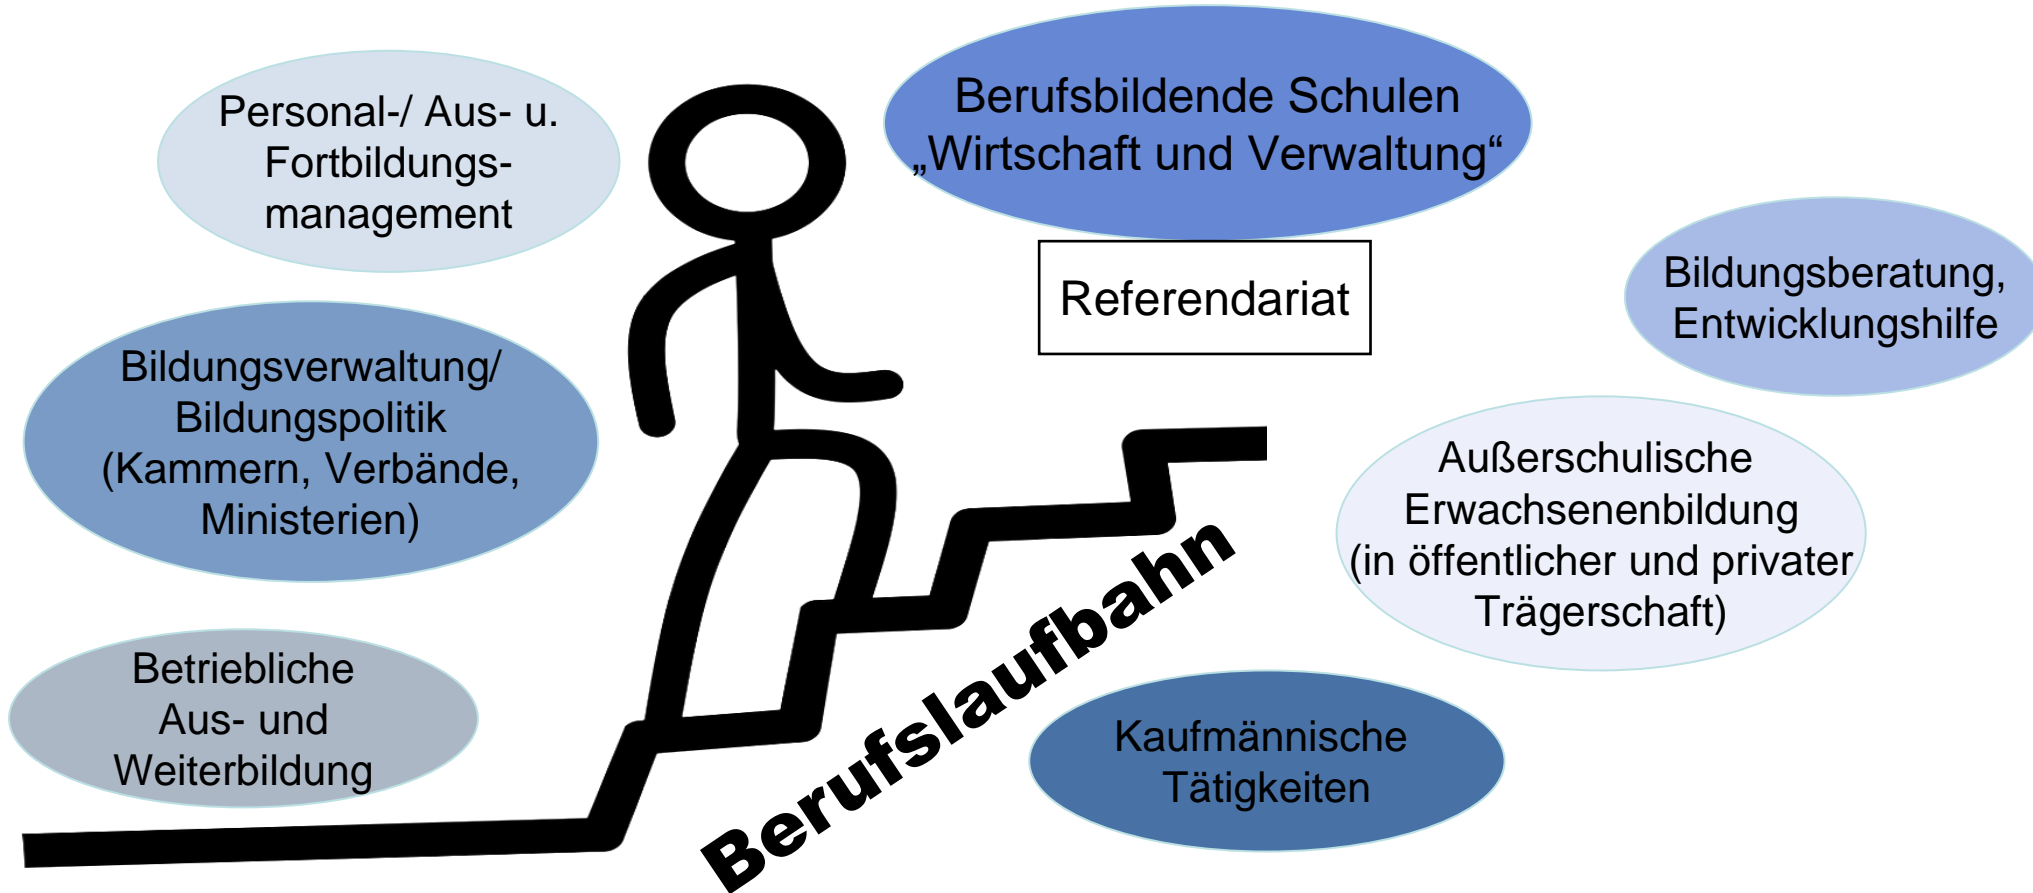 Personal-/ Aus- u.
Fortbildungs-
management
Berufsbildende Schulen
„Wirtschaft und Verwaltung“
Referendariat
Bildungsberatung,
Entwicklungshilfe
Bildungsverwaltung/
Bildungspolitik
(Kammern, Verbände,
Ministerien)
Außerschulische
Erwachsenenbildung
(in öffentlicher und privater
Trägerschaft)
Betriebliche
Aus- und
Weiterbildung
Berufslaufbahn
Kaufmännische
Tätigkeiten